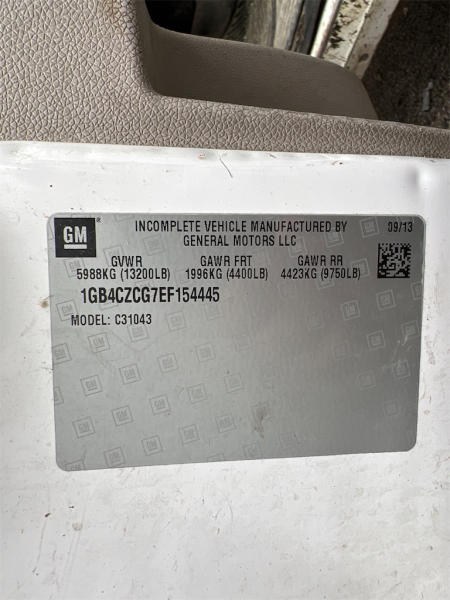 GM ® INCOMPLETE VEHICLE MANUFACTURED BY 09/13
GENERAL MOTORS LLC
GVWR GAWR FRT GAWR RR
5988KG (13200LB) 1996KG (4400LB) 4423KG (9750LB)
1GB4CZCG7EF154445
MODEL: C31043